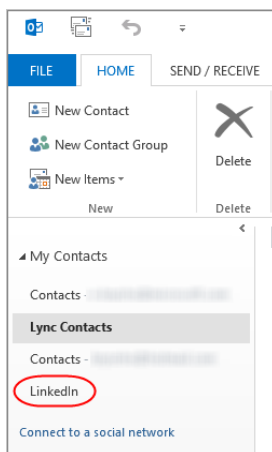 FILE HOME SEND / RECEIVE
New Contact
New Contact Group
New Items
Delete
New Delete
My Contacts
Contacts -
Lync Contacts
Contacts -
LinkedIn
Connect to a social network